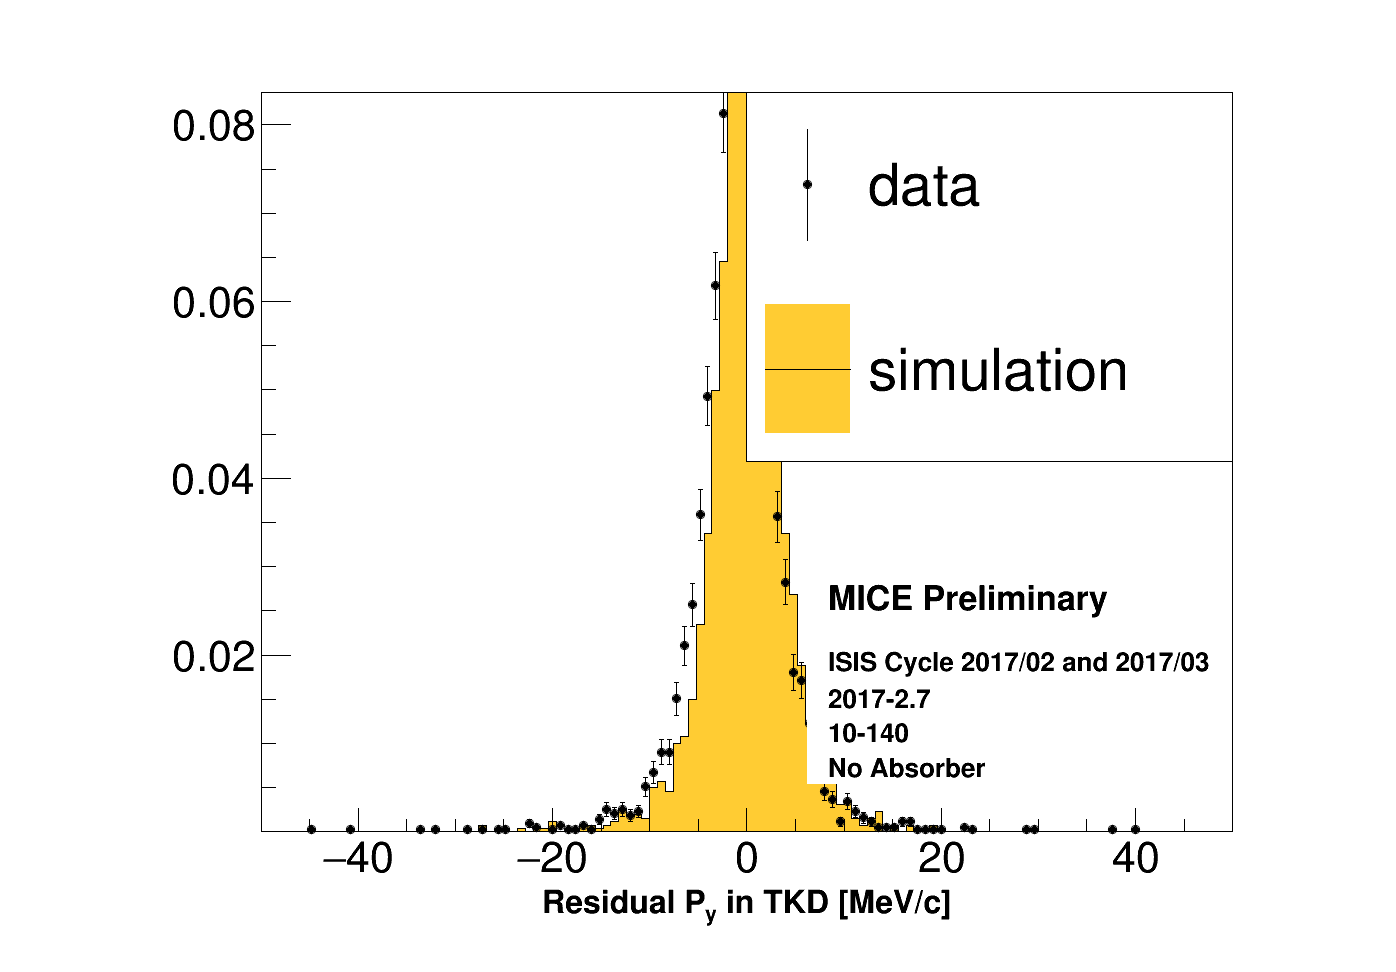 0.08
data
0.06
simulation
0.04
MICE Preliminary
0.02
ISIS Cycle 2017/02 and 2017/03
2017-2.7
10-140
No Absorber
−40 −20 0 20 40
Residual Py in TKD [MeV/c]